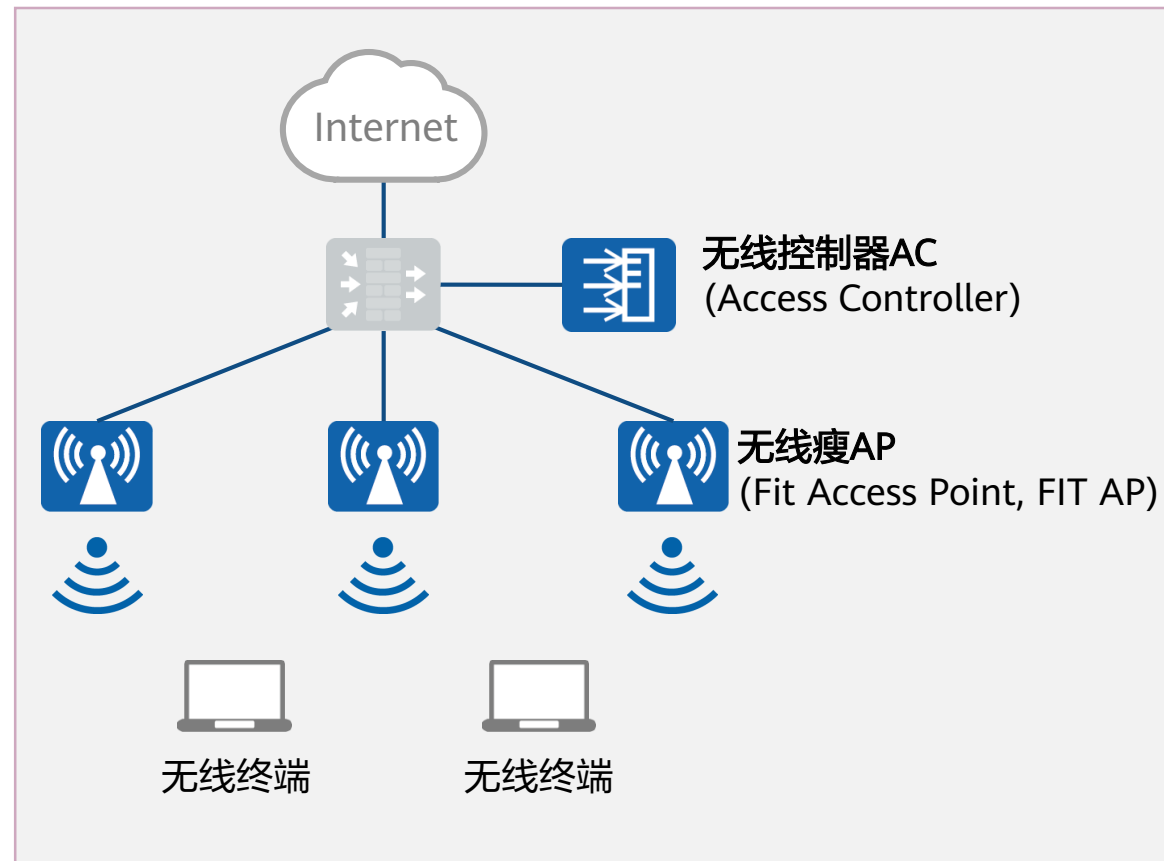 Internet
无线控制器AC
(Access Controller)
无线瘦AP
(Fit Access Point, FIT AP)
无线终端
无线终端